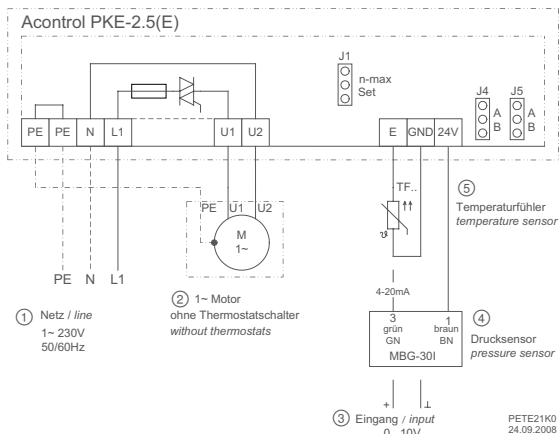 Acontrol PKE-2.5(E)
J1
n-max
Set
J4
J5
A
B
A
B
PE
PE
N
L1
U1
U2
E
GND
24V
TF..
ϑ
PE
U1
U2
M
1~
5
Temperaturfühler
temperature sensor
PE
N
L1
1
Netz / line
1~ 230V
50/60Hz
2
1~ Motor
ohne Thermostatschalter
without thermostats
4-20mA
3
1
grün
braun
GN
BN
MBG-30I
4
Drucksensor
pressure sensor
+
⊥
3
Eingang / input
0...10V
PETE21K0
24.09.2008